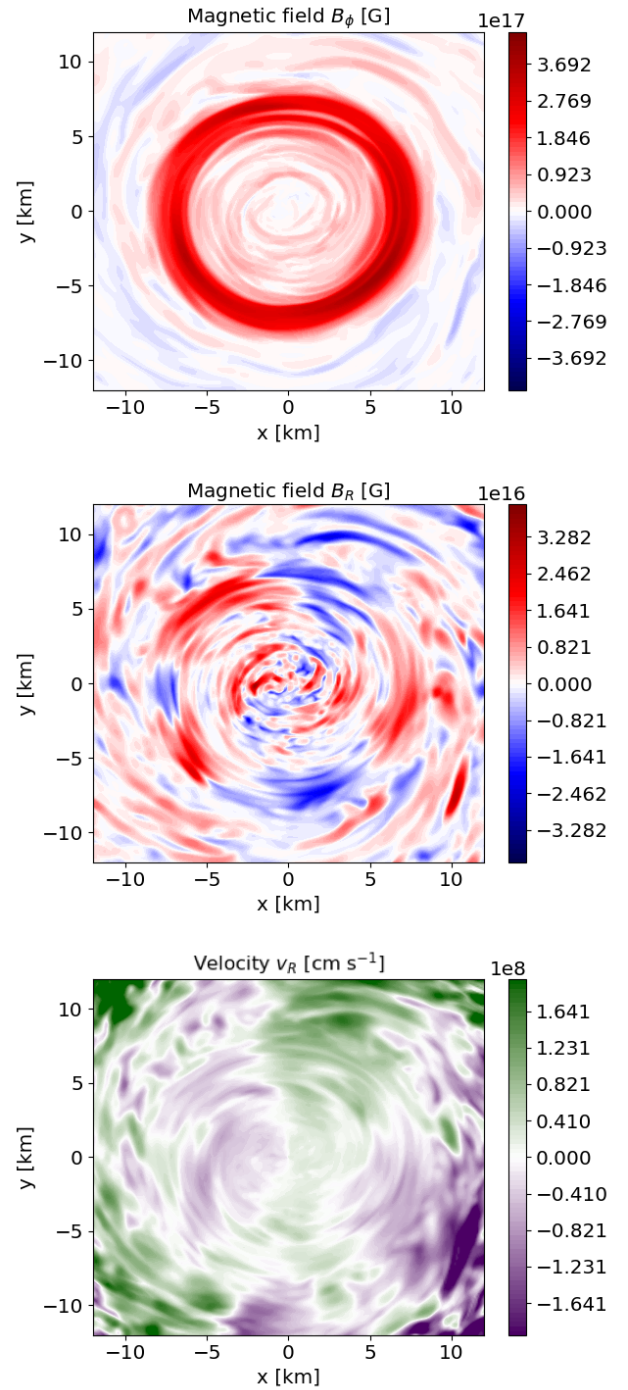 Magnetic field B_ϕ [G]
1e17
10
5
0
−5
−10
y [km]
−10 −5 0 5 10
x [km]
3.692
2.769
1.846
0.923
0.000
−0.923
−1.846
−2.769
−3.692
Magnetic field B_R [G]
1e16
10
5
0
−5
−10
y [km]
−10 −5 0 5 10
x [km]
3.282
2.462
1.641
0.821
0.000
−0.821
−1.641
−2.462
−3.282
Velocity v_R [cm s⁻¹]
1e8
10
5
0
−5
−10
y [km]
−10 −5 0 5 10
x [km]
1.641
1.231
0.821
0.410
0.000
−0.410
−0.821
−1.231
−1.641